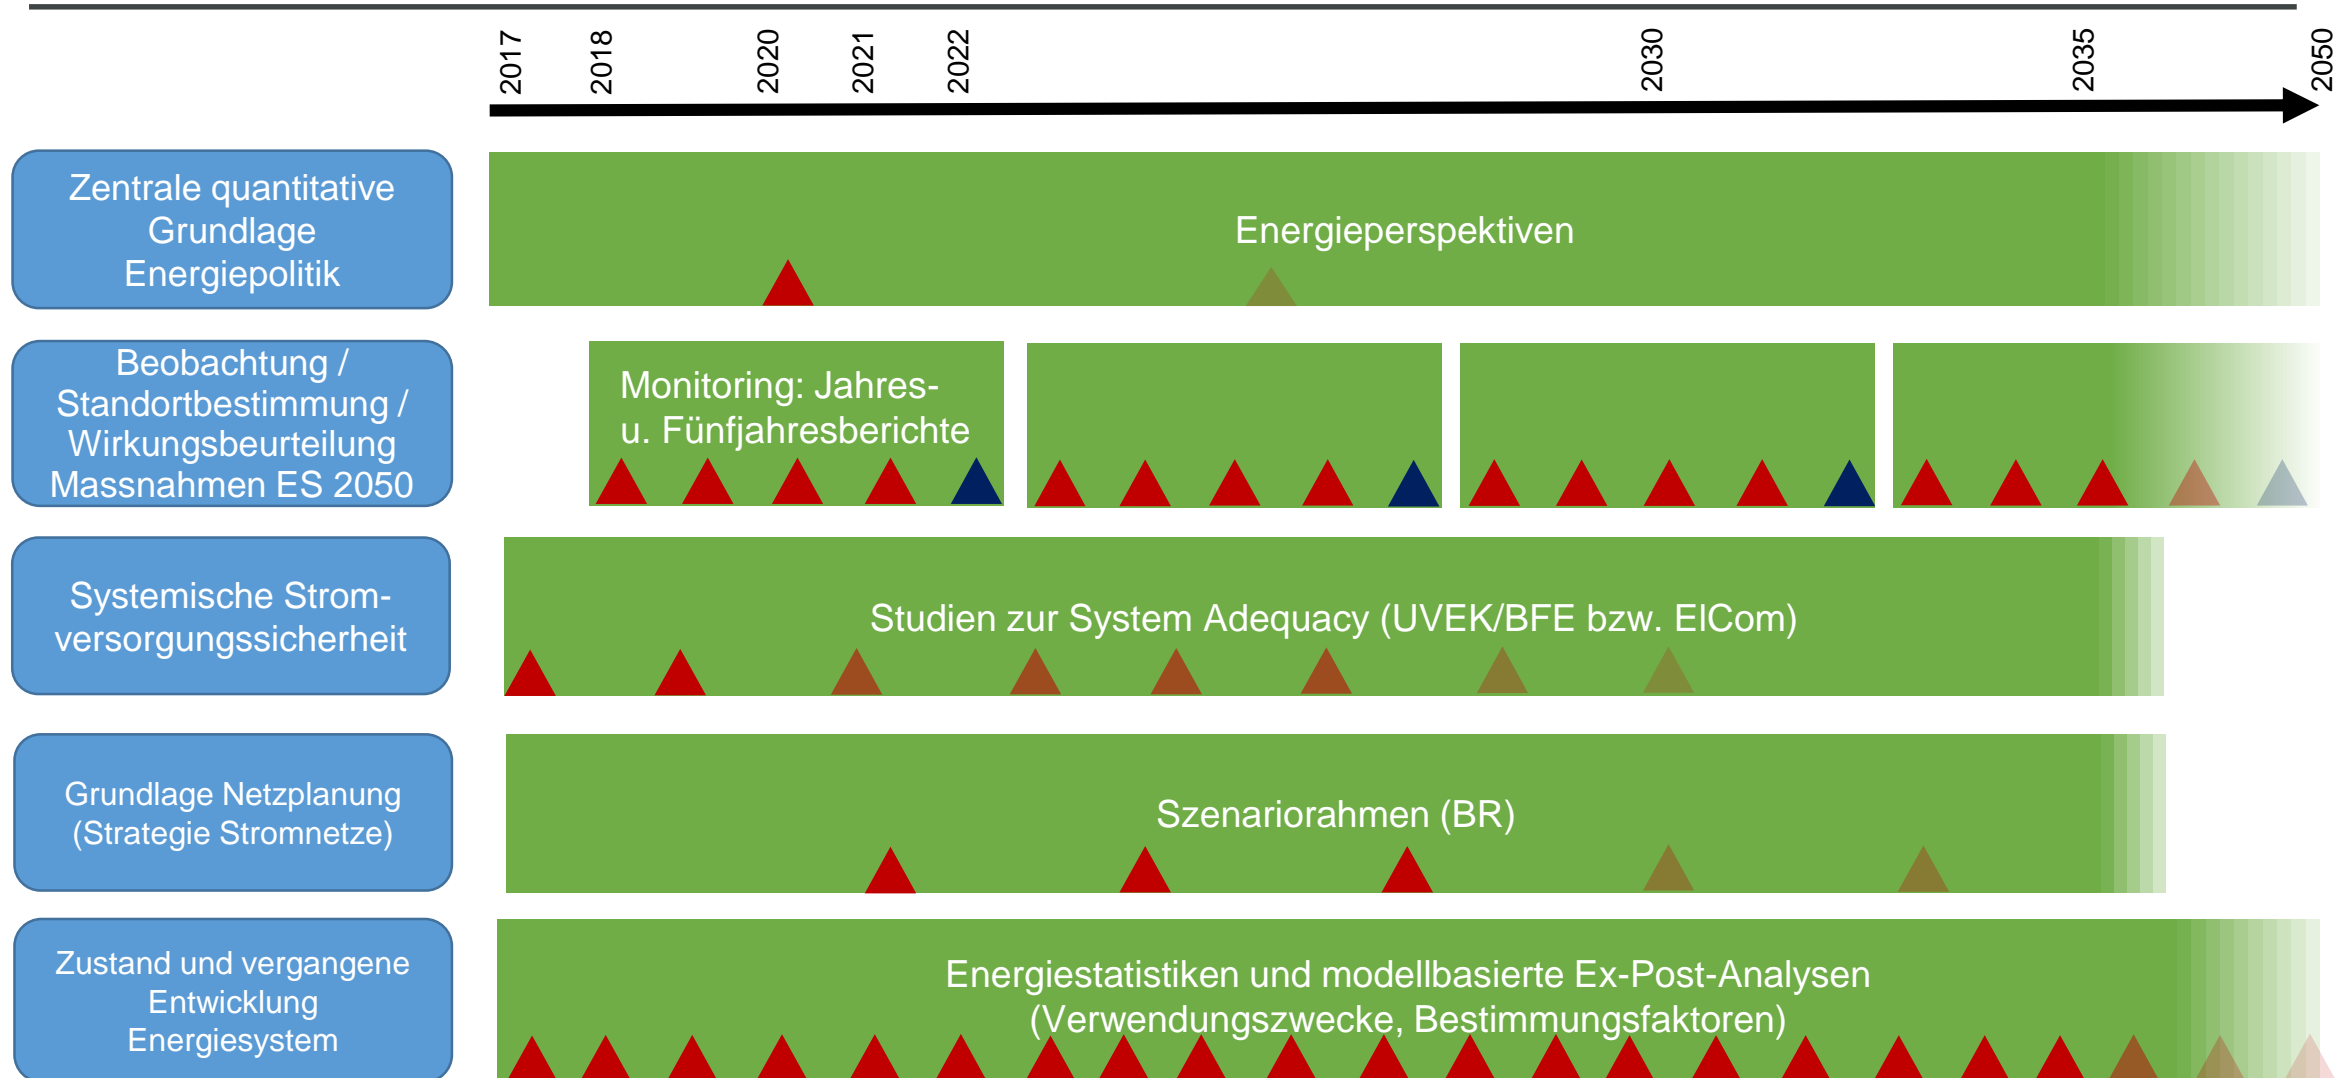 2017
2018
2020
2021
2022
2030
2035
2050
Zentrale quantitative
Grundlage
Energiepolitik
Energieperspektiven
Beobachtung /
Standortbestimmung /
Wirkungsbeurteilung
Massnahmen ES 2050
Monitoring: Jahres-
u. Fünfjahresberichte
Systemische Strom-
versorgungssicherheit
Studien zur System Adequacy (UVEK/BFE bzw. ElCom)
Grundlage Netzplanung
(Strategie Stromnetze)
Szenariorahmen (BR)
Zustand und vergangene
Entwicklung
Energiesystem
Energiestatistiken und modellbasierte Ex-Post-Analysen
(Verwendungszwecke, Bestimmungsfaktoren)